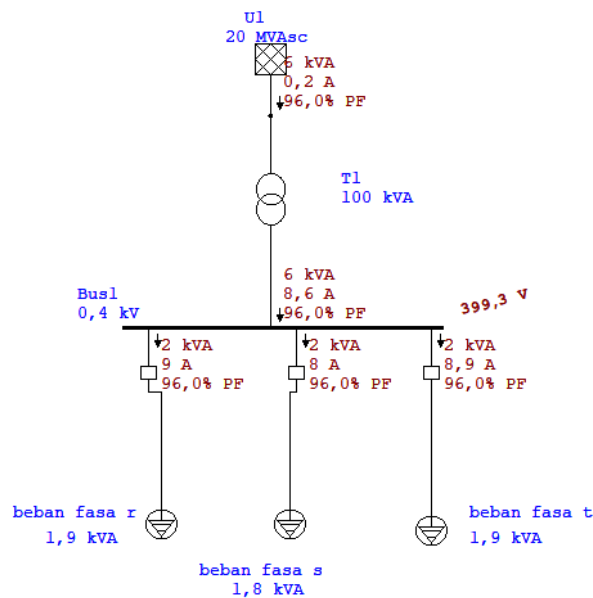 U1
20 MVAsc
6 kVA
0,2 A
96,0% PF
T1
100 kVA
6 kVA
8,6 A
96,0% PF
Bus1
0,4 kV
399,3 V
2 kVA
9 A
96,0% PF
2 kVA
8 A
96,0% PF
2 kVA
8,9 A
96,0% PF
beban fasa r
1,9 kVA
beban fasa s
1,8 kVA
beban fasa t
1,9 kVA